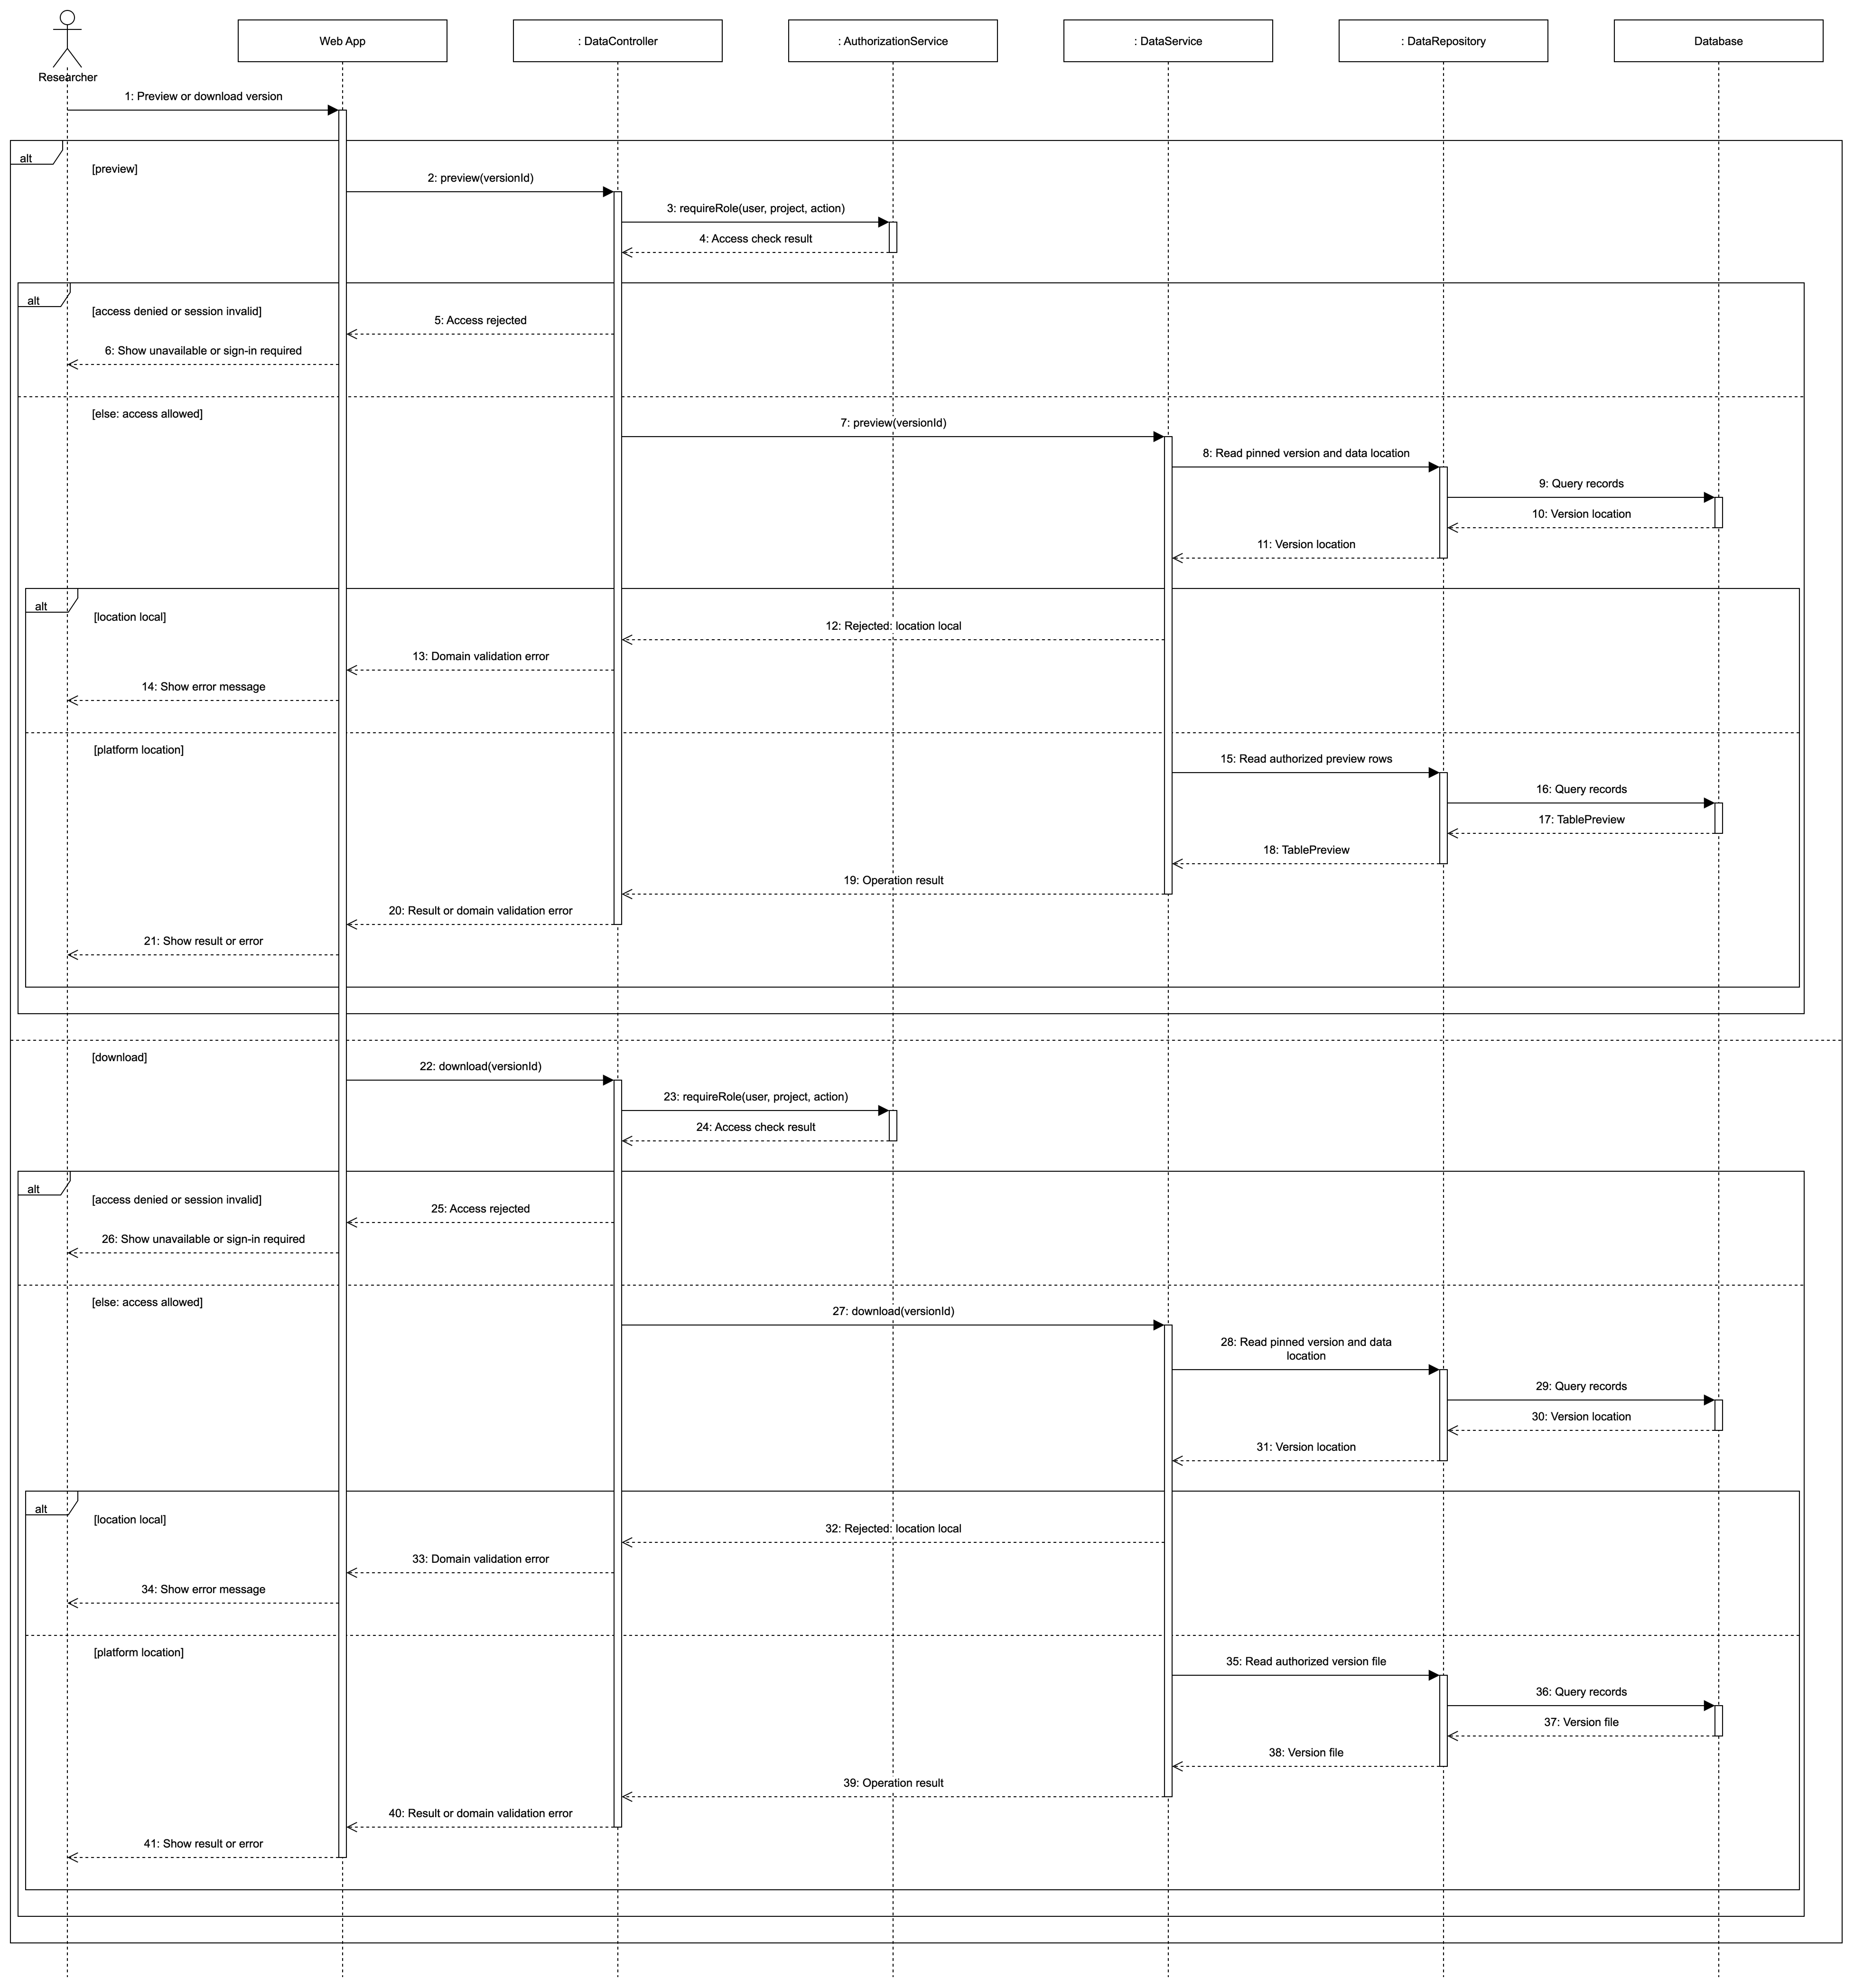 Researcher
Web App
: DataController
: AuthorizationService
: DataService
: DataRepository
Database
1: Preview or download version
alt
[preview]
2: preview(versionId)
3: requireRole(user, project, action)
4: Access check result
alt
[access denied or session invalid]
5: Access rejected
6: Show unavailable or sign-in required
[else: access allowed]
7: preview(versionId)
8: Read pinned version and data location
9: Query records
10: Version location
11: Version location
alt
[location local]
12: Rejected: location local
13: Domain validation error
14: Show error message
[platform location]
15: Read authorized preview rows
16: Query records
17: TablePreview
18: TablePreview
19: Operation result
20: Result or domain validation error
21: Show result or error
[download]
22: download(versionId)
23: requireRole(user, project, action)
24: Access check result
alt
[access denied or session invalid]
25: Access rejected
26: Show unavailable or sign-in required
[else: access allowed]
27: download(versionId)
28: Read pinned version and data
location
29: Query records
30: Version location
31: Version location
alt
[location local]
32: Rejected: location local
33: Domain validation error
34: Show error message
[platform location]
35: Read authorized version file
36: Query records
37: Version file
38: Version file
39: Operation result
40: Result or domain validation error
41: Show result or error